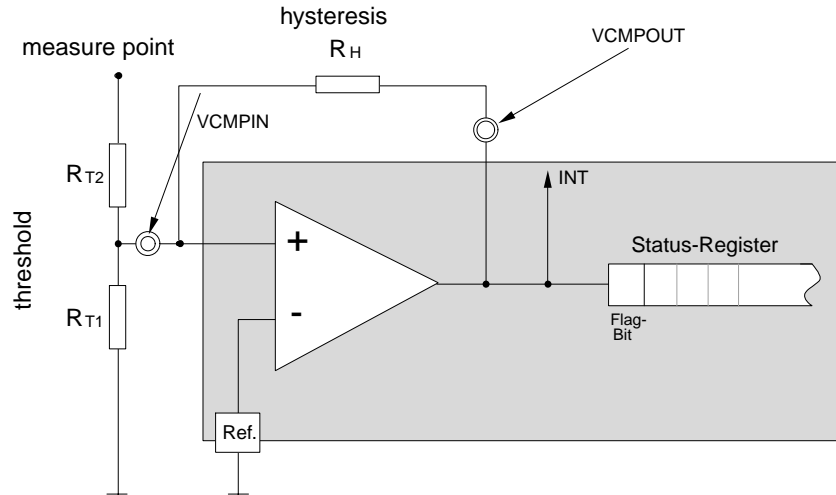 hysteresis
RH
VCMPOUT
measure point
VCMPIN
RT2
INT
threshold
+
Status-Register
RT1
-
Flag-
Bit
Ref.